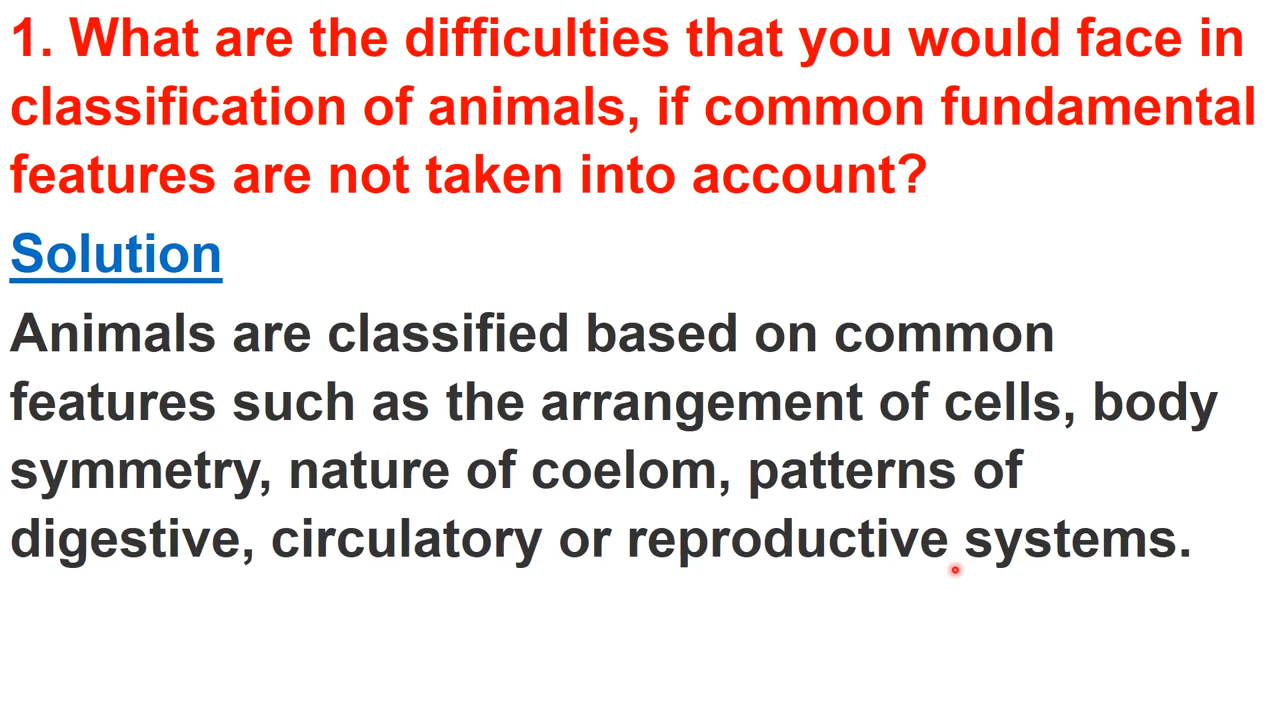 1. What are the difficulties that you would face in
classification of animals, if common fundamental
features are not taken into account?
Solution
Animals are classified based on common
features such as the arrangement of cells, body
symmetry, nature of coelom, patterns of
digestive, circulatory or reproductive systems.